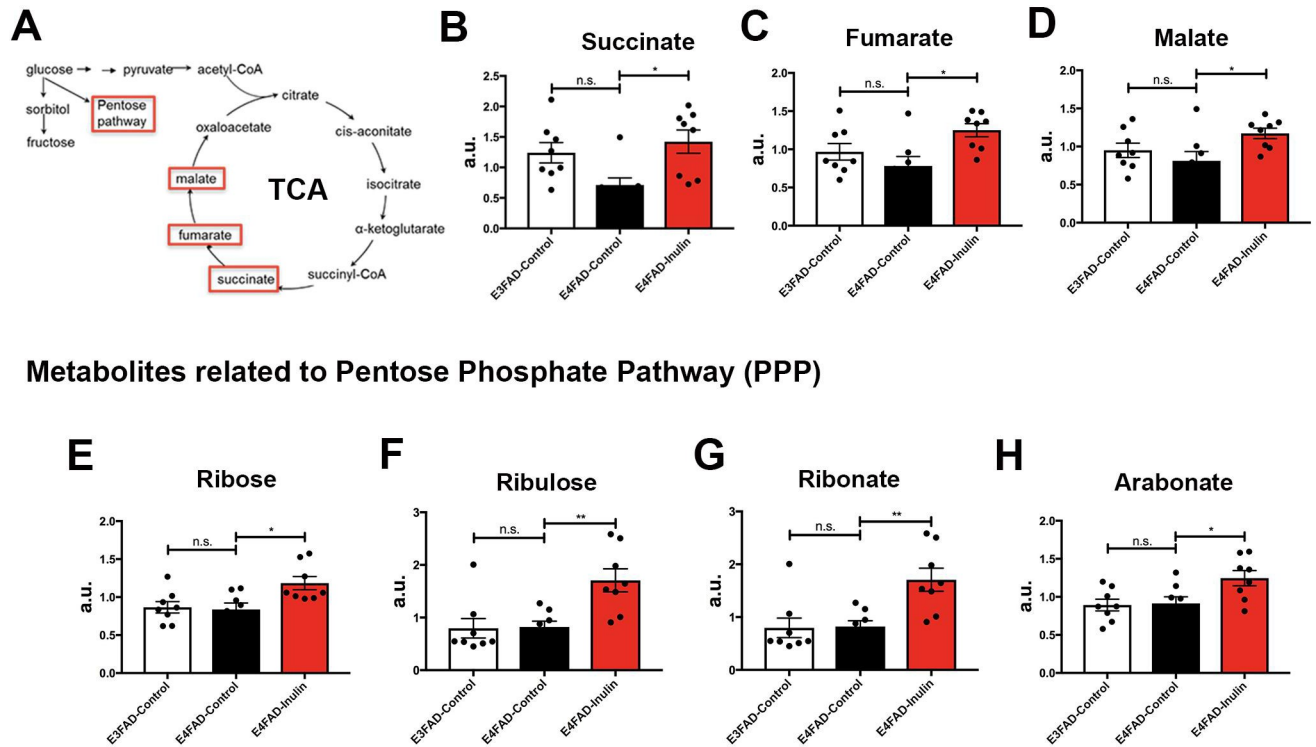 A
glucose pyruvate acetyl-CoA
sorbitol
fructose
Pentose
pathway
citrate
cis-aconitate
isocitrate
α-ketoglutarate
succinyl-CoA
succinate
fumarate
malate
oxaloacetate
TCA
B
Succinate
a.u.
2.5
2.0
1.5
1.0
0.5
0.0
n.s.
*
E3FAD-Control
E4FAD-Control
E4FAD-Inulin
C
Fumarate
a.u.
2.0
1.5
1.0
0.5
0.0
n.s.
*
E3FAD-Control
E4FAD-Control
E4FAD-Inulin
D
Malate
a.u.
2.0
1.5
1.0
0.5
0.0
n.s.
*
E3FAD-Control
E4FAD-Control
E4FAD-Inulin
Metabolites related to Pentose Phosphate Pathway (PPP)
E
Ribose
a.u.
2.0
1.5
1.0
0.5
0.0
n.s.
*
E3FAD-Control
E4FAD-Control
E4FAD-Inulin
F
Ribulose
a.u.
3
2
1
0
n.s.
**
E3FAD-Control
E4FAD-Control
E4FAD-Inulin
G
Ribonate
a.u.
3
2
1
0
n.s.
**
E3FAD-Control
E4FAD-Control
E4FAD-Inulin
H
Arabonate
a.u.
2.0
1.5
1.0
0.5
0.0
n.s.
*
E3FAD-Control
E4FAD-Control
E4FAD-Inulin